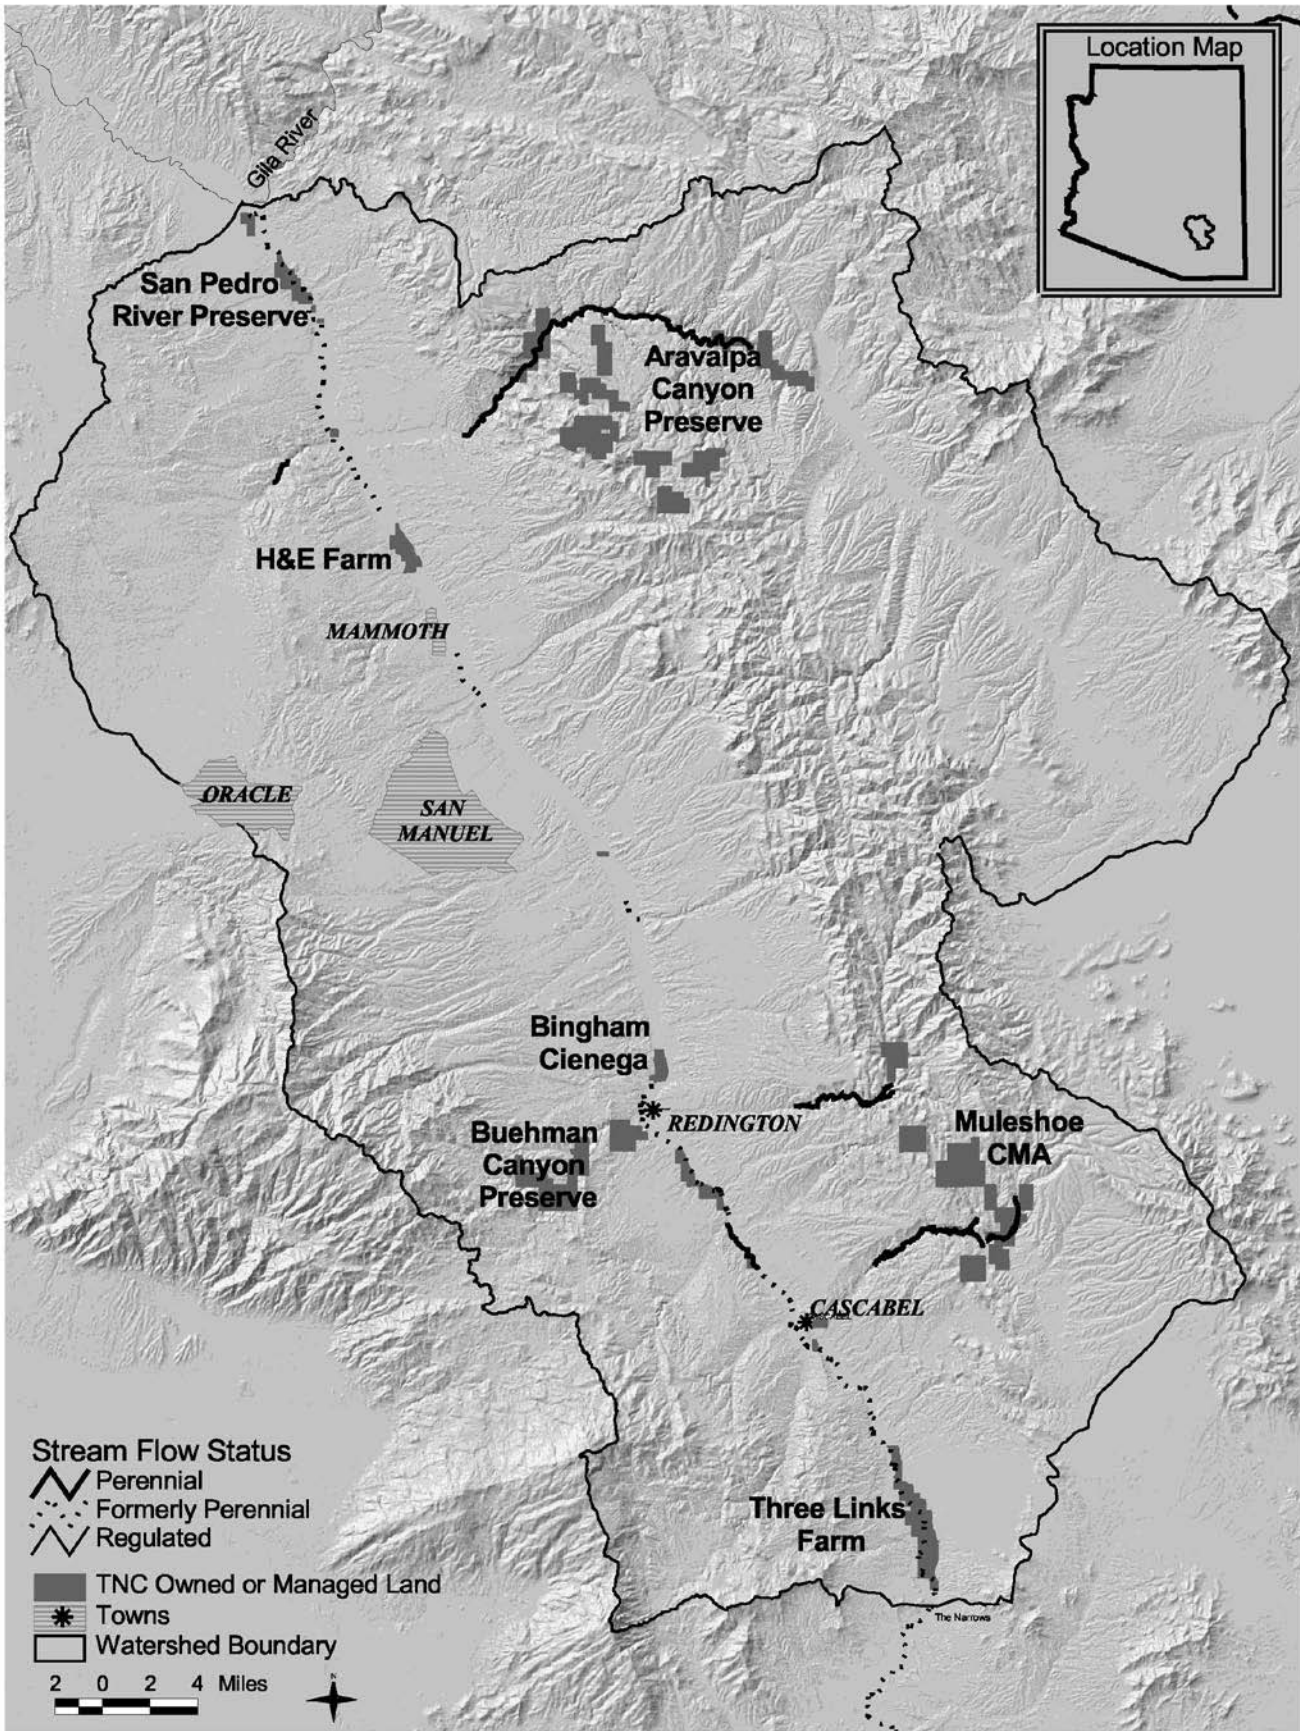 Location Map
Gila River
San Pedro
River Preserve
Aravaipa
Canyon
Preserve
H&E Farm
MAMMOTH
ORACLE
SAN
MANUEL
Bingham
Cienega
REDINGTON
Buehman
Canyon
Preserve
Muleshoe
CMA
CASCABEL
Three Links
Farm
The Narrows
Stream Flow Status
Perennial
Formerly Perennial
Regulated
TNC Owned or Managed Land
Towns
Watershed Boundary
2 0 2 4 Miles
N